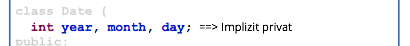 class Date {
int year, month, day; ==> Implizit privat
public: